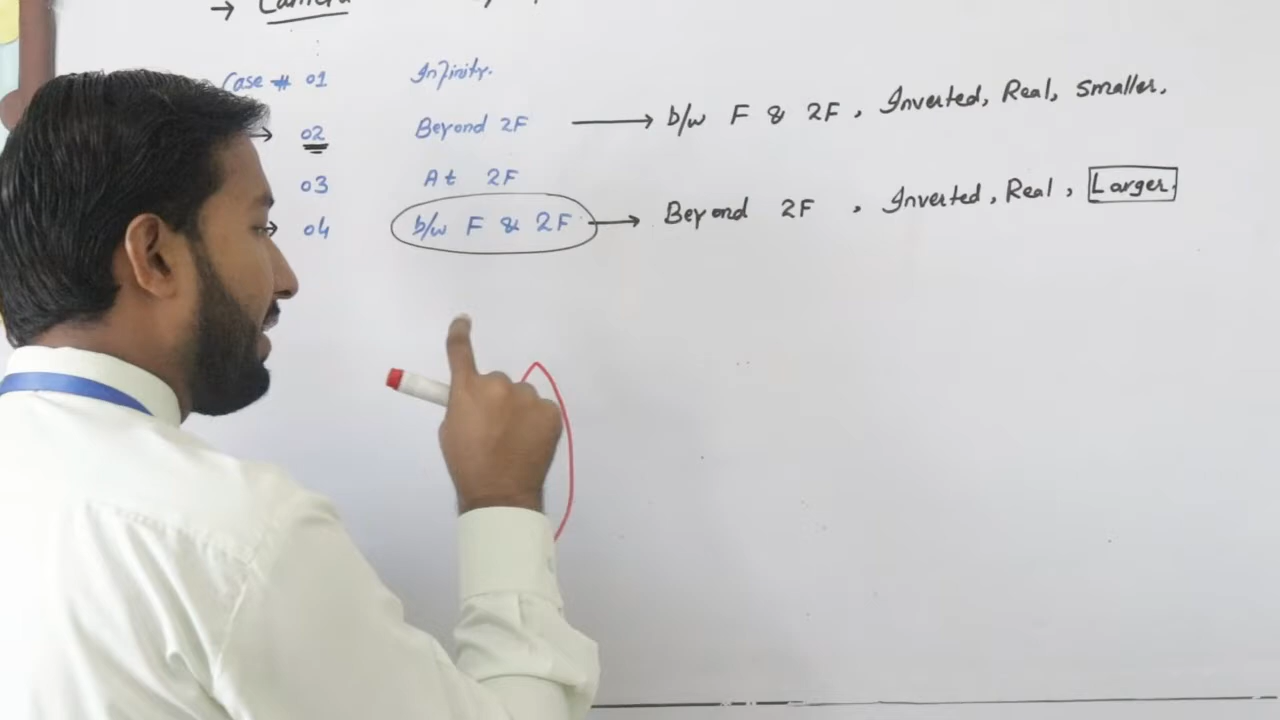 → Camera
Case # 01 Infinity.
→ 02 Beyond 2F → b/w F & 2F, Inverted, Real, Smaller.
03 At 2F
→ 04 b/w F & 2F → Beyond 2F, Inverted, Real, Larger.